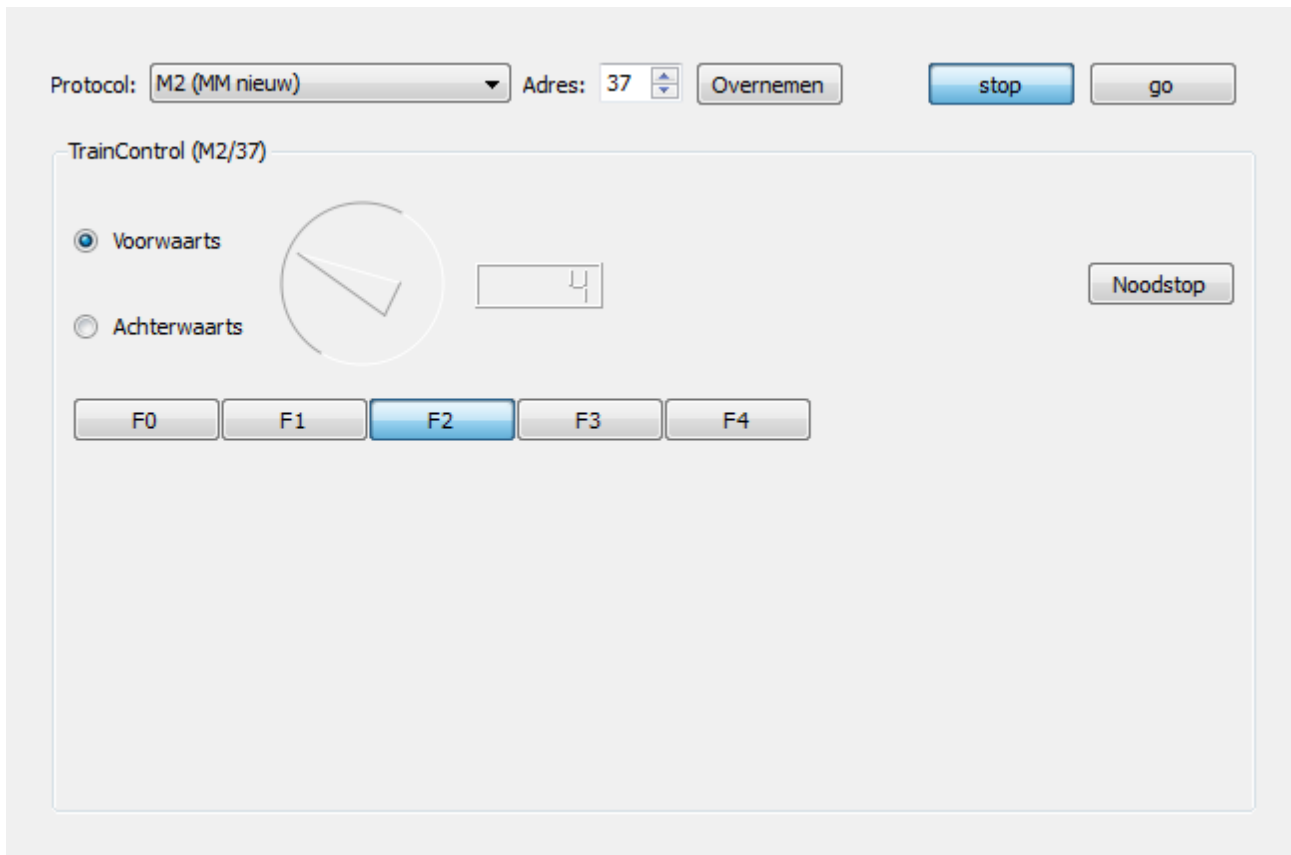 Protocol: M2 (MM nieuw) Adres: 37 Overnemen stop go
TrainControl (M2/37)
Voorwaarts
4
Noodstop
Achterwaarts
F0 F1 F2 F3 F4